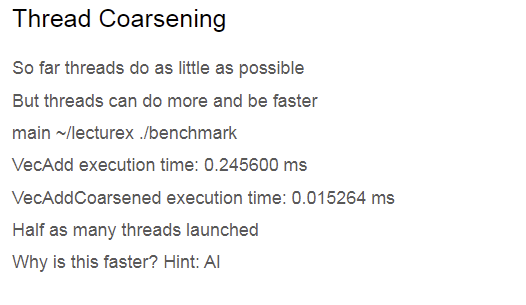 Thread Coarsening
So far threads do as little as possible
But threads can do more and be faster
main ~/lecturex ./benchmark
VecAdd execution time: 0.245600 ms
VecAddCoarsened execution time: 0.015264 ms
Half as many threads launched
Why is this faster? Hint: AI